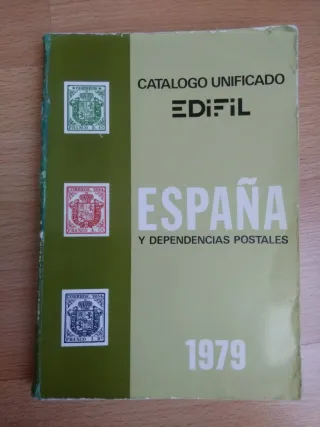 CATALOGO UNIFICADO
EDIFIL
ESPAÑA
Y DEPENDENCIAS POSTALES
1979